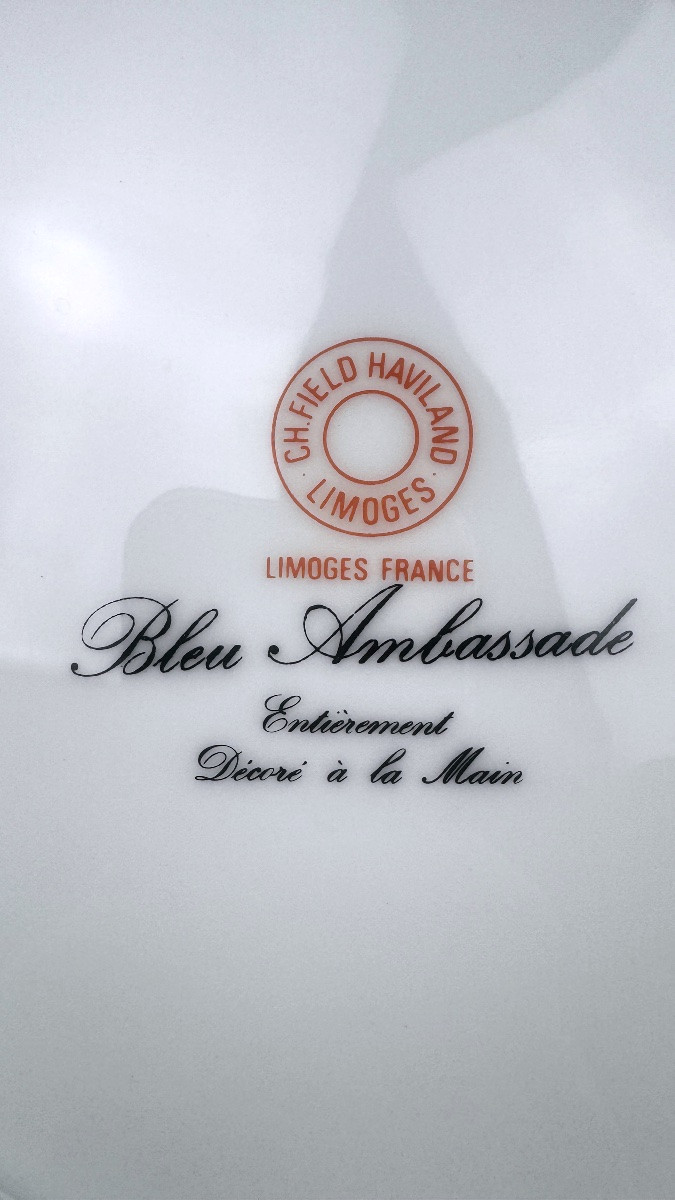 CH. FIELD HAVILAND
· LIMOGES ·
LIMOGES FRANCE
Bleu Ambassade
Entièrement
Décoré à la Main